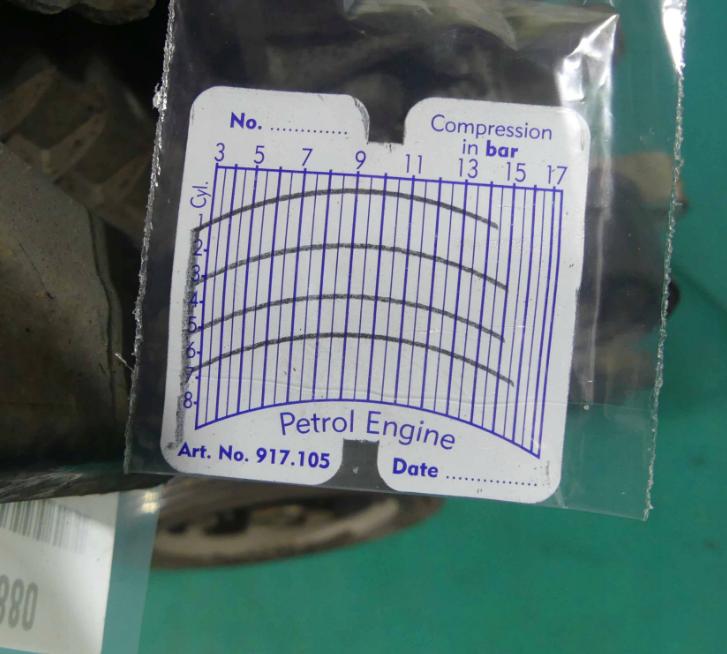 No. ..............
Compression
in bar
3 5 7 9 11 13 15 17
Cyl.
1
2
3
4
5
6
7
8
Petrol Engine
Art. No. 917.105
Date .................
880